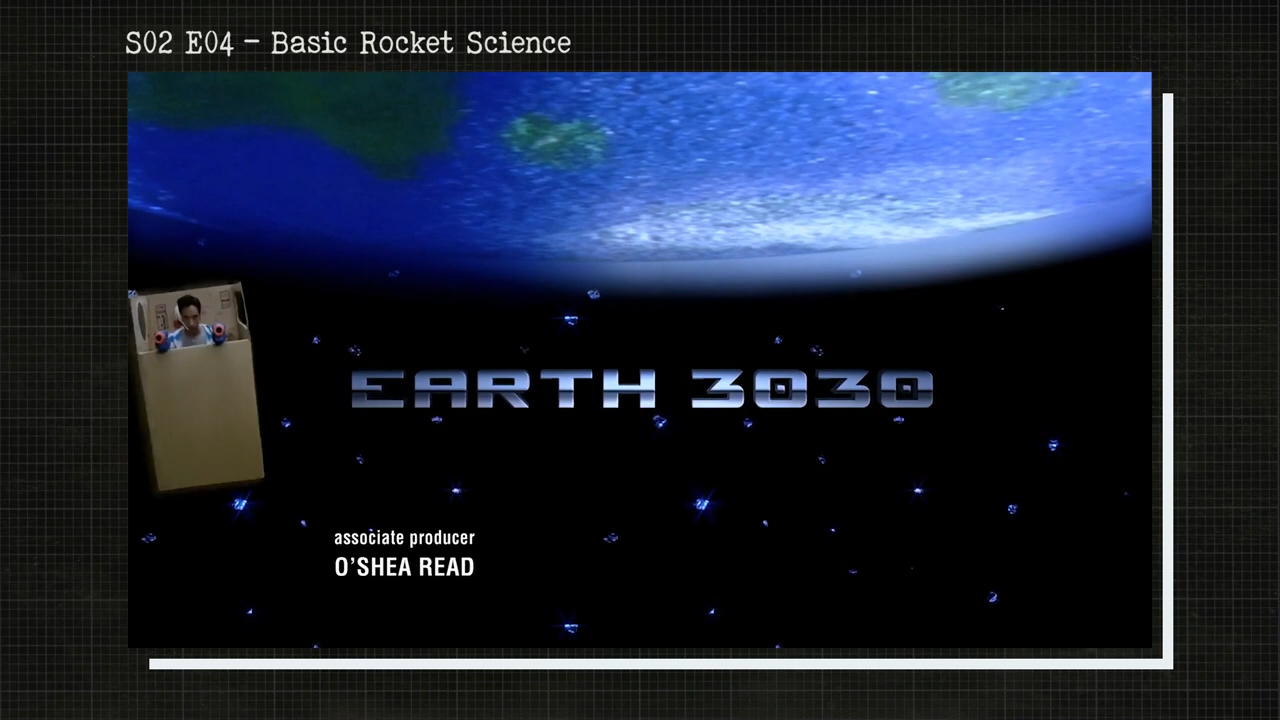 S02 E04 – Basic Rocket Science
EARTH 3030
associate producer
O'SHEA READ